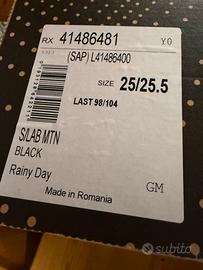 RX 41486481 Y0
(SAP) L41486400
SIZE 25/25.5
LAST 98/104
S/LAB MTN
BLACK
Rainy Day
GM
Made in Romania
subito